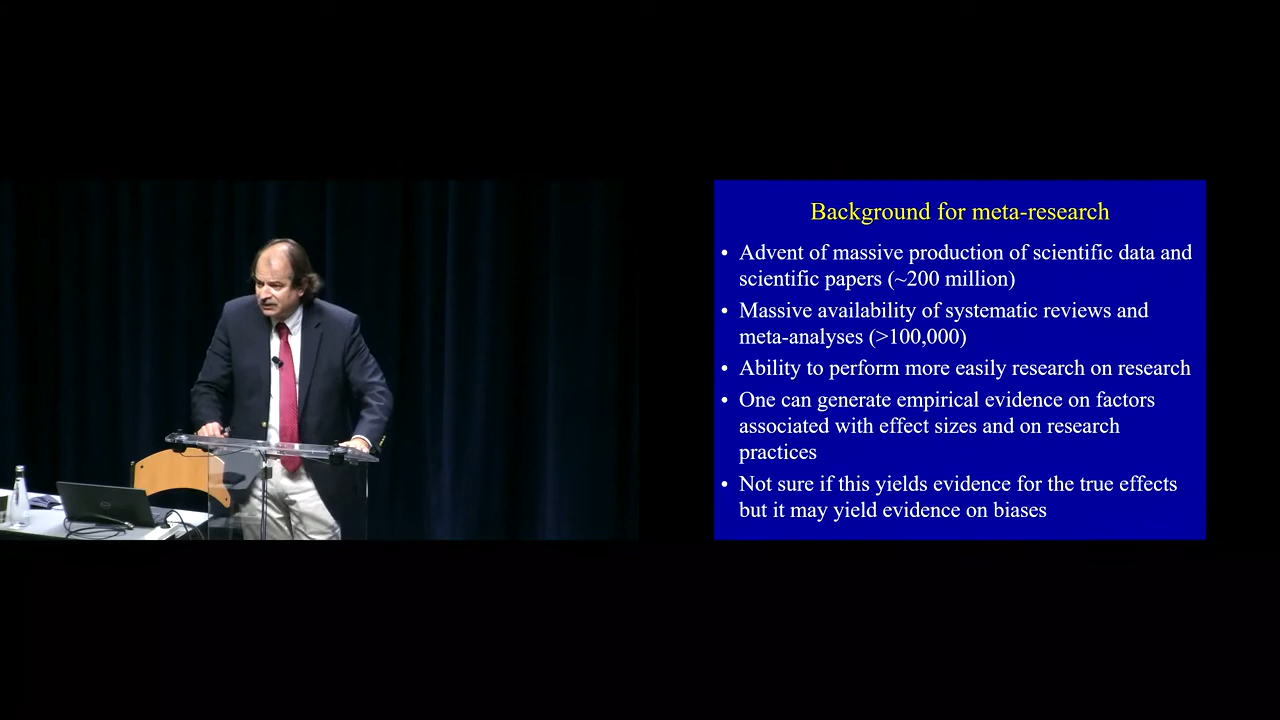 Background for meta-research
• Advent of massive production of scientific data and
scientific papers (~200 million)
• Massive availability of systematic reviews and
meta-analyses (>100,000)
• Ability to perform more easily research on research
• One can generate empirical evidence on factors
associated with effect sizes and on research
practices
• Not sure if this yields evidence for the true effects
but it may yield evidence on biases